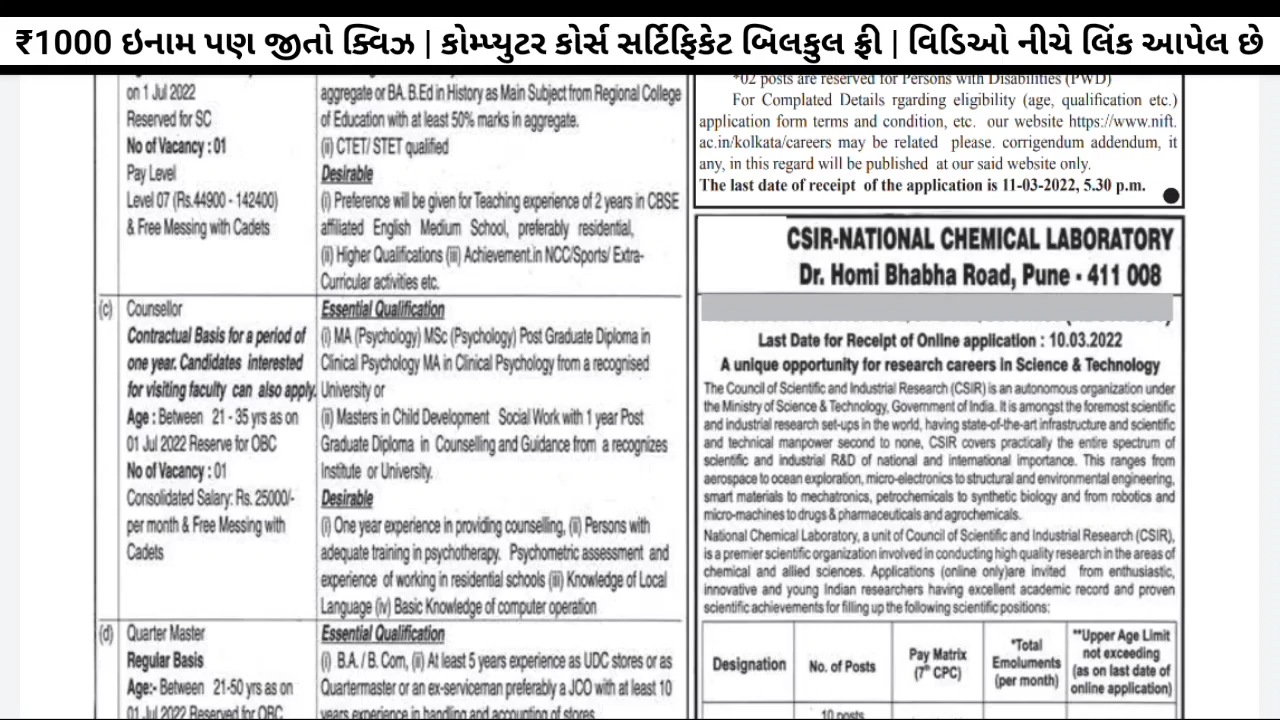 ₹1000 ઇનામ પણ જીતો ક્વિઝ | કોમ્પ્યુટર કોર્સ સર્ટિફિકેટ બિલકુલ ફ્રી | વિડિઓ નીચે લિંક આપેલ છે
on 1 Jul 2022
Reserved for SC
No of Vacancy : 01
Pay Level
Level 07 (Rs.44900 - 142400)
& Free Messing with Cadets
aggregate or BA. B.Ed in History as Main Subject from Regional College
of Education with at least 50% marks in aggregate.
(ii) CTET/ STET qualified
Desirable
(i) Preference will be given for Teaching experience of 2 years in CBSE
affiliated English Medium School, preferably residential,
(ii) Higher Qualifications (iii) Achievement.in NCC/Sports/ Extra-
Curricular activities etc.
(c) Counsellor
Contractual Basis for a period of
one year. Candidates interested
for visiting faculty can also apply.
Age : Between 21 - 35 yrs as on
01 Jul 2022 Reserve for OBC
No of Vacancy : 01
Consolidated Salary: Rs. 25000/-
per month & Free Messing with
Cadets
Essential Qualification
(i) MA (Psychology) MSc (Psychology) Post Graduate Diploma in
Clinical Psychology MA in Clinical Psychology from a recognised
University or
(ii) Masters in Child Development Social Work with 1 year Post
Graduate Diploma in Counselling and Guidance from a recognizes
Institute or University.
Desirable
(i) One year experience in providing counselling, (ii) Persons with
adequate training in psychotherapy. Psychometric assessment and
experience of working in residential schools (iii) Knowledge of Local
Language (iv) Basic Knowledge of computer operation
(d) Quarter Master
Regular Basis
Age:- Between 21-50 yrs as on
01 Jul 2022 Reserved for OBC
Essential Qualification
(i) B.A. / B. Com, (ii) At least 5 years experience as UDC stores or as
Quartermaster or an ex-serviceman preferably a JCO with at least 10
years experience in handling and accounting of stores
*02 posts are reserved for Persons with Disabilities (PWD)
For Complated Details rgarding eligibility (age, qualification etc.)
application form terms and condition, etc. our website https://www.nift.
ac.in/kolkata/careers may be related please. corrigendum addendum, it
any, in this regard will be published at our said website only.
The last date of receipt of the application is 11-03-2022, 5.30 p.m.
CSIR-NATIONAL CHEMICAL LABORATORY
Dr. Homi Bhabha Road, Pune - 411 008
Last Date for Receipt of Online application : 10.03.2022
A unique opportunity for research careers in Science & Technology
The Council of Scientific and Industrial Research (CSIR) is an autonomous organization under
the Ministry of Science & Technology, Government of India. It is amongst the foremost scientific
and industrial research set-ups in the world, having state-of-the-art infrastructure and scientific
and technical manpower second to none, CSIR covers practically the entire spectrum of
scientific and industrial R&D of national and international importance. This ranges from
aerospace to ocean exploration, micro-electronics to structural and environmental engineering,
smart materials to mechatronics, petrochemicals to synthetic biology and from robotics and
micro-machines to drugs & pharmaceuticals and agrochemicals.
National Chemical Laboratory, a unit of Council of Scientific and Industrial Research (CSIR),
is a premier scientific organization involved in conducting high quality research in the areas of
chemical and allied sciences. Applications (online only)are invited from enthusiastic,
innovative and young Indian researchers having excellent academic record and proven
scientific achievements for filling up the following scientific positions:
Designation
No. of Posts
Pay Matrix
(7th CPC)
*Total
Emoluments
(per month)
**Upper Age Limit
not exceeding
(as on last date of
online application)
10 posts